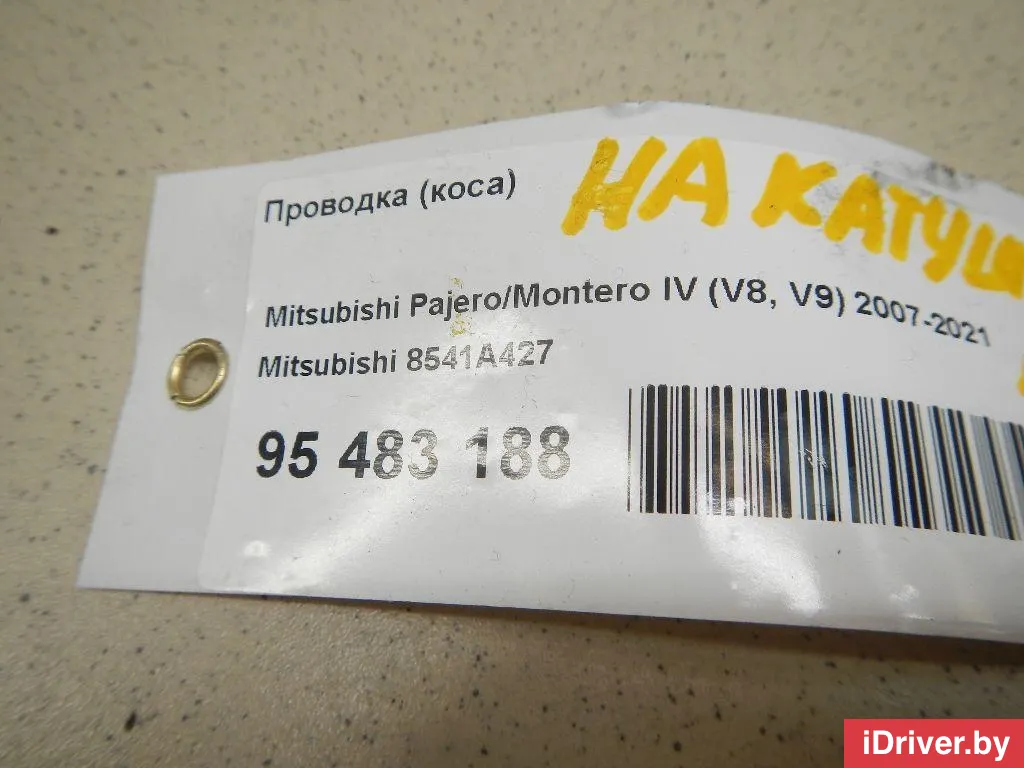 Проводка (коса)
НА КАТУШ
Mitsubishi Pajero/Montero IV (V8, V9) 2007-2021
Mitsubishi 8541A427
95 483 188
iDriver.by